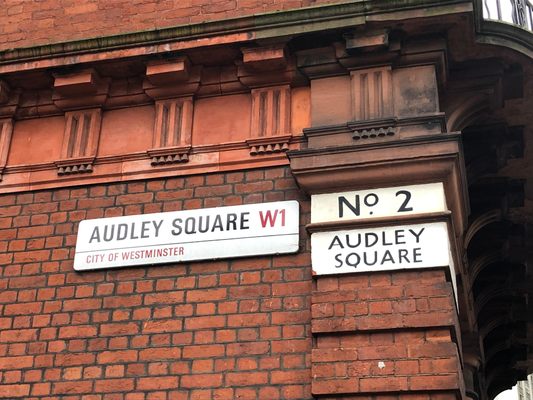 AUDLEY SQUARE W1
CITY OF WESTMINSTER
Nº 2
AUDLEY
SQUARE